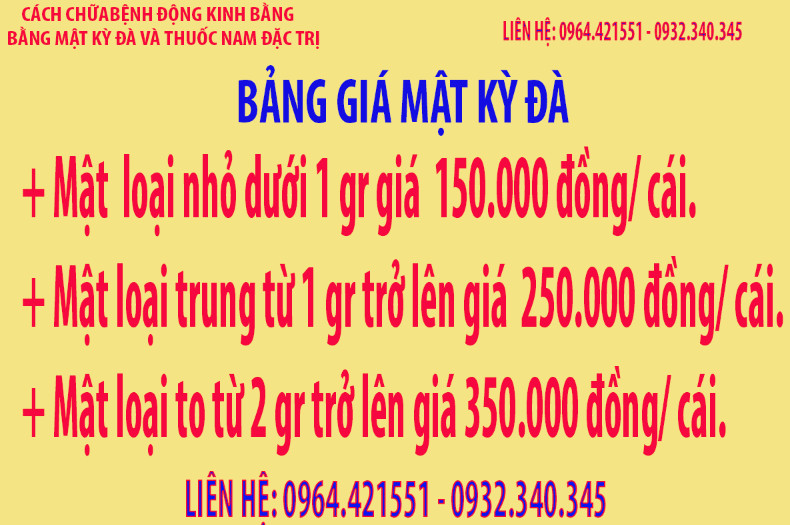 CÁCH CHỮABỆNH ĐỘNG KINH BẰNG
BẰNG MẬT KỲ ĐÀ VÀ THUỐC NAM ĐẶC TRỊ
LIÊN HỆ: 0964.421551 - 0932.340.345
BẢNG GIÁ MẬT KỲ ĐÀ
+ Mật loại nhỏ dưới 1 gr giá 150.000 đồng/ cái.
+ Mật loại trung từ 1 gr trở lên giá 250.000 đồng/ cái.
+ Mật loại to từ 2 gr trở lên giá 350.000 đồng/ cái.
LIÊN HỆ: 0964.421551 - 0932.340.345